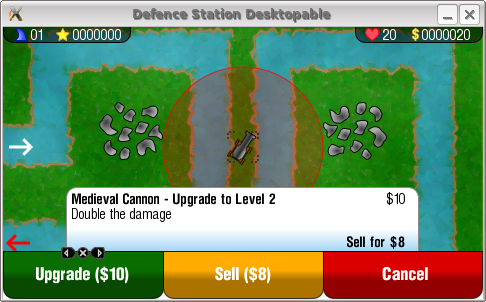 Defence Station Desktopable
01 0000000 20 $0000020
Medieval Cannon - Upgrade to Level 2 $10
Double the damage
Sell for $8
Upgrade ($10) Sell ($8) Cancel